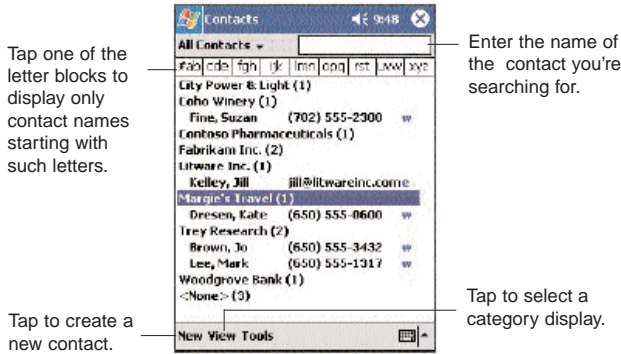 Contacts 9:48
All Contacts
#ab cde fgh ijk lmn opq rst uvw xyz
City Power & Light (1)
Coho Winery (1)
Fine, Suzan (702) 555-2300 w
Contoso Pharmaceuticals (1)
Fabrikam Inc. (2)
Litware Inc. (1)
Kelley, Jill jill@litwareinc.com e
Margie's Travel (1)
Dresen, Kate (650) 555-0600 w
Trey Research (2)
Brown, Jo (650) 555-3432 w
Lee, Mark (650) 555-1317 w
Woodgrove Bank (1)
<None> (3)
New View Tools
Tap one of the
letter blocks to
display only
contact names
starting with
such letters.
Enter the name of
the contact you're
searching for.
Tap to create a
new contact.
Tap to select a
category display.